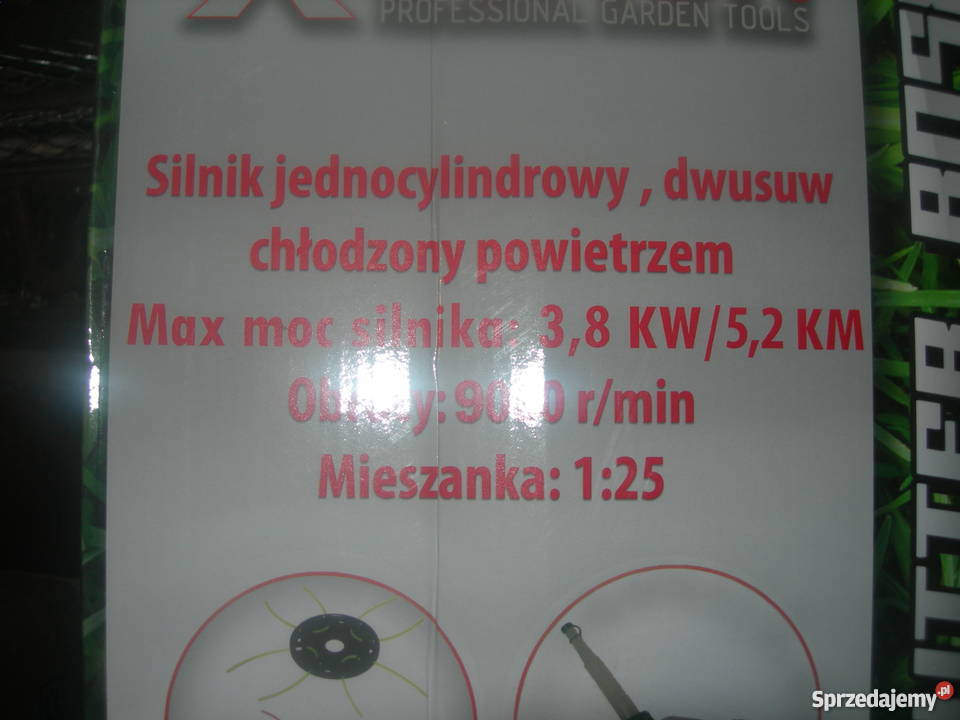 PROFESSIONAL GARDEN TOOLS
Silnik jednocylindrowy , dwusuw
chłodzony powietrzem
Max moc silnika: 3,8 KW/5,2 KM
r/min
Mieszanka: 1:25
Sprzedajemy.pl